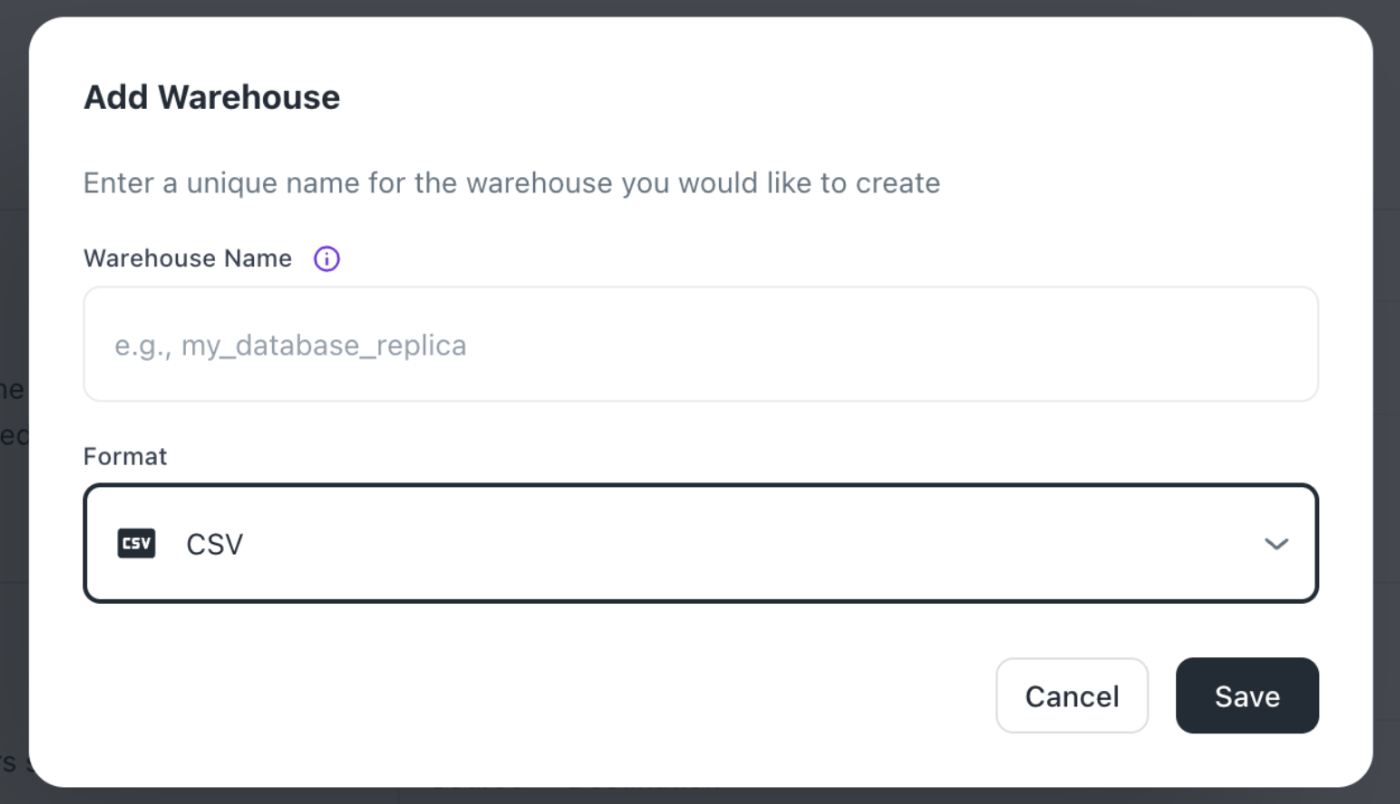 Add Warehouse
Enter a unique name for the warehouse you would like to create
Warehouse Name
e.g., my_database_replica
Format
CSV CSV
Cancel Save